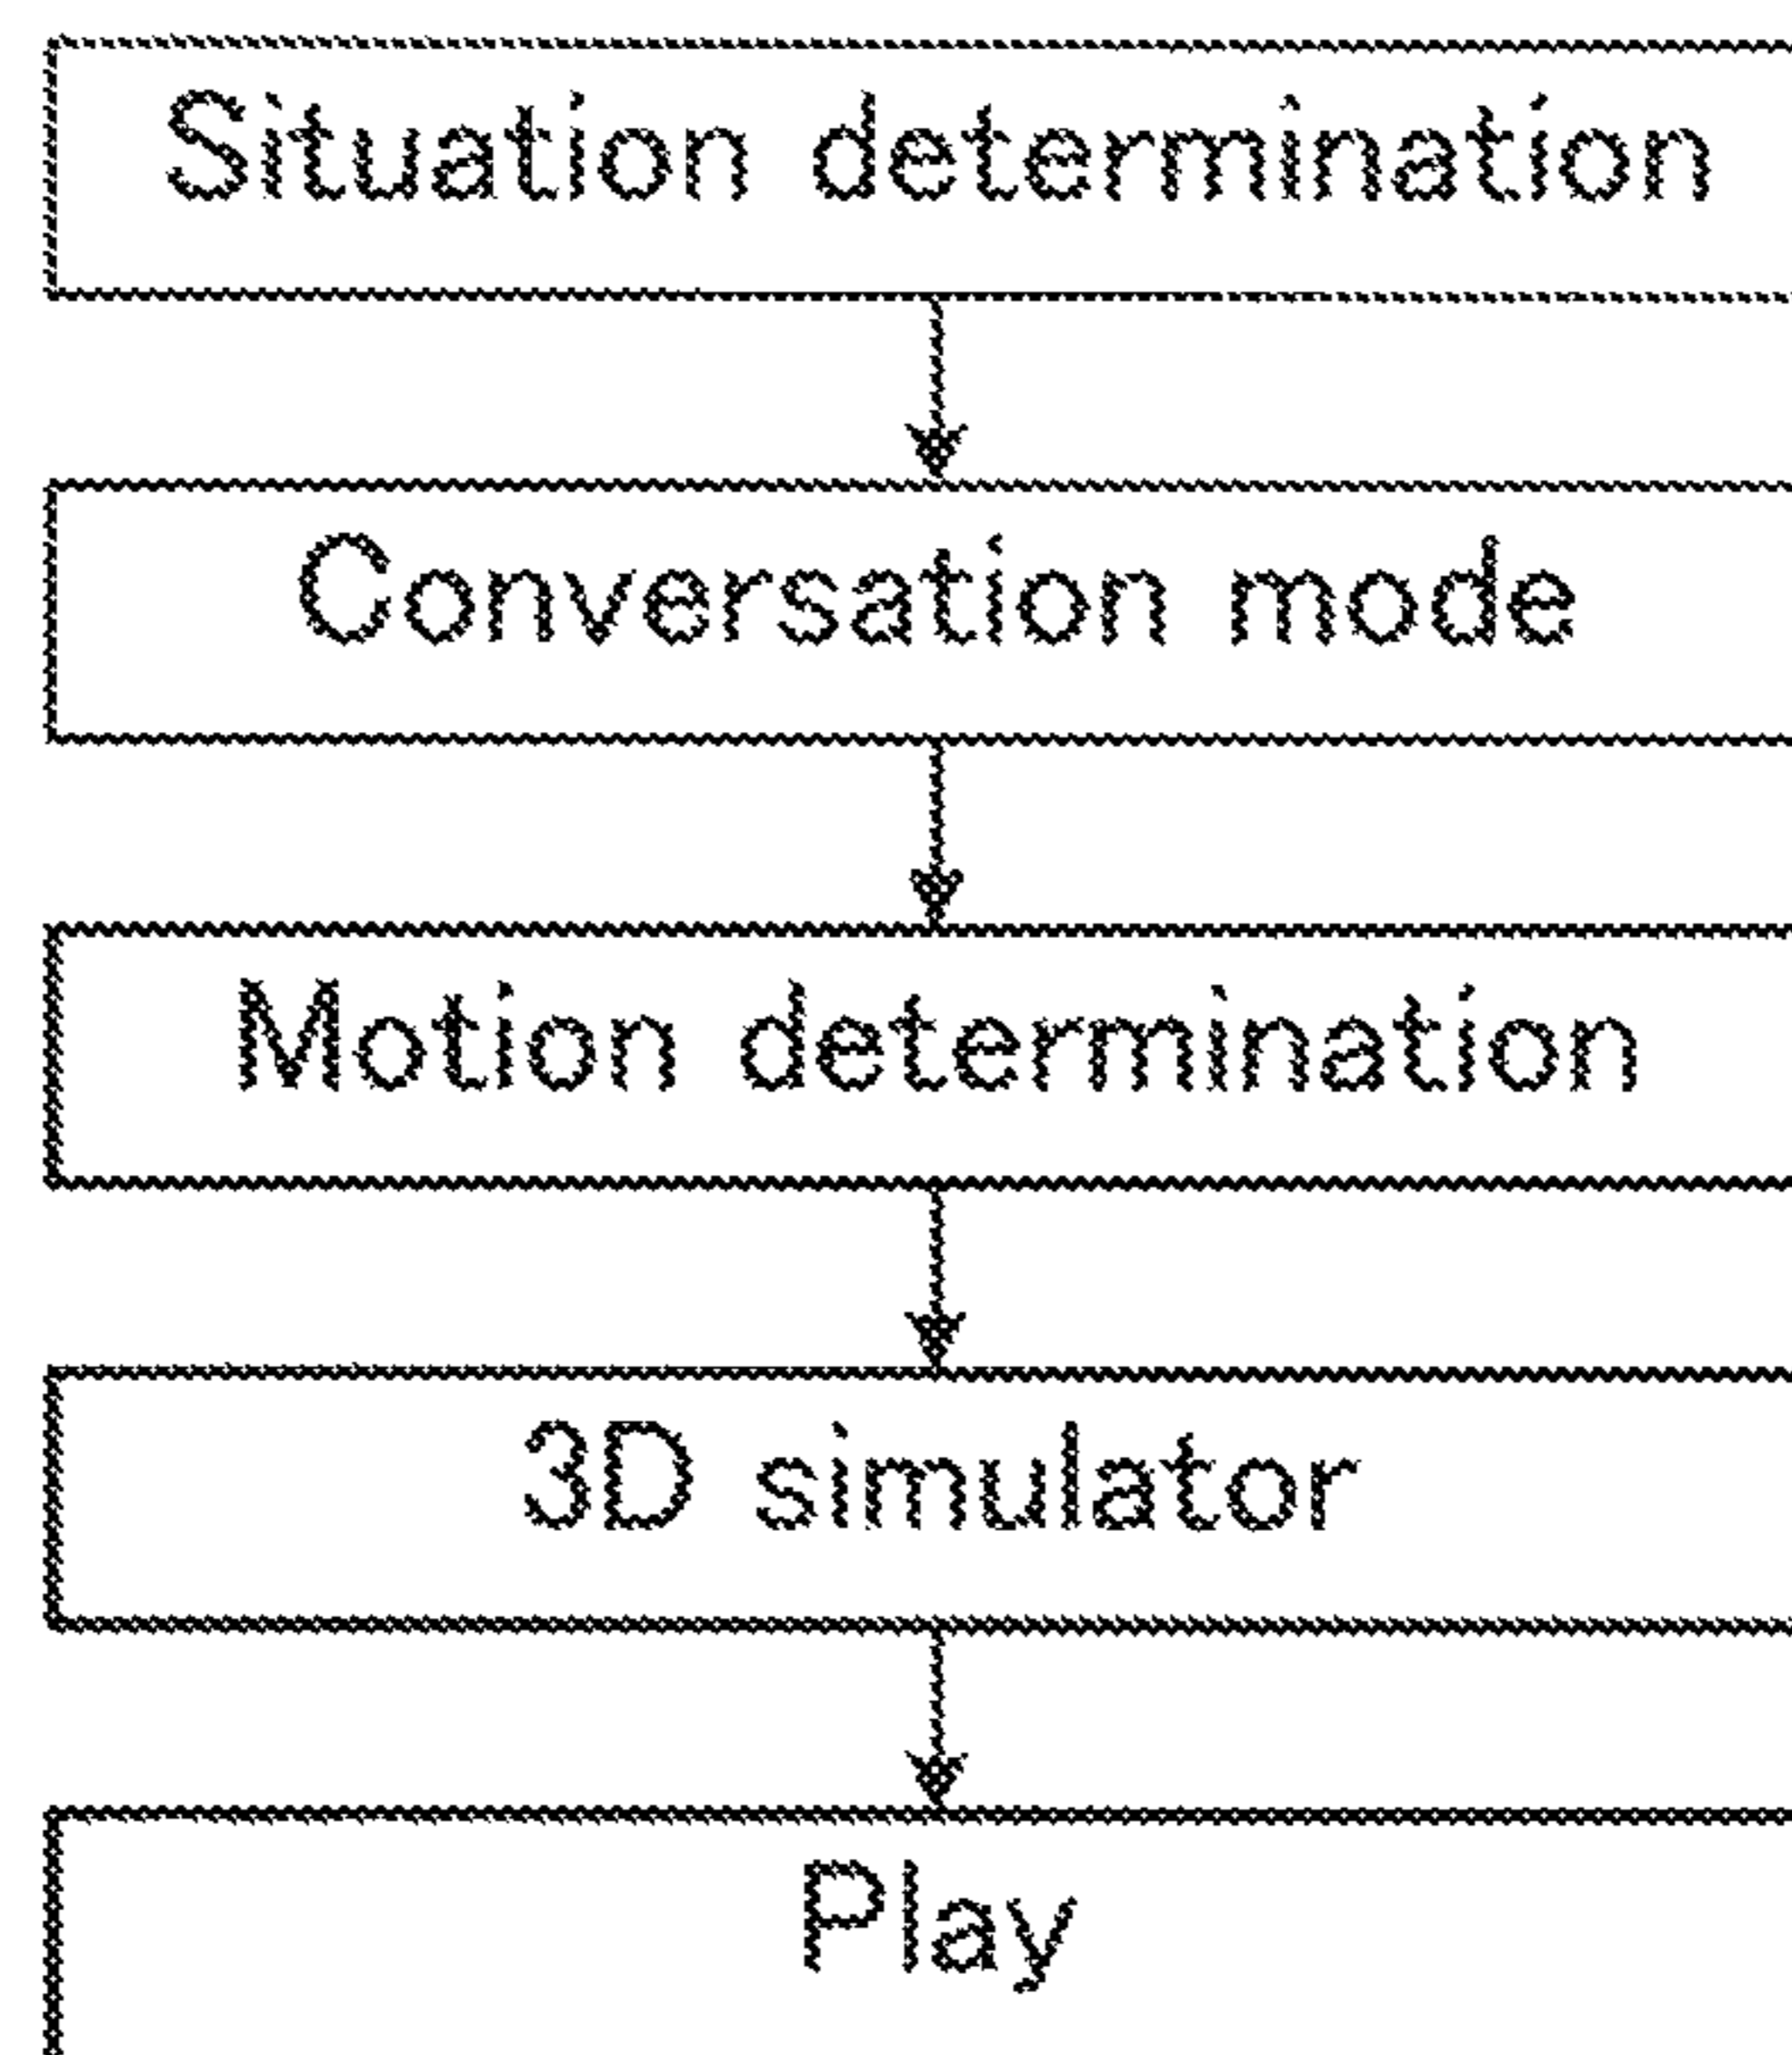 Situation determination
Conversation mode
Motion determination
3D simulator
Play